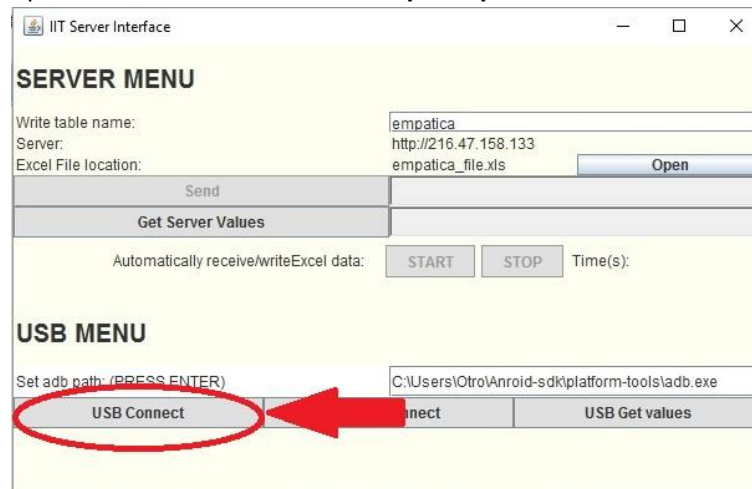 IIT Server Interface
SERVER MENU
Write table name: empatica
Server: http://216.47.158.133
Excel File location: empatica_file.xls Open
Send
Get Server Values
Automatically receive/writeExcel data: START STOP Time(s):
USB MENU
Set adb path: (PRESS ENTER) C:\Users\Otro\Anroid-sdk\platform-tools\adb.exe
USB Connect nnect USB Get values